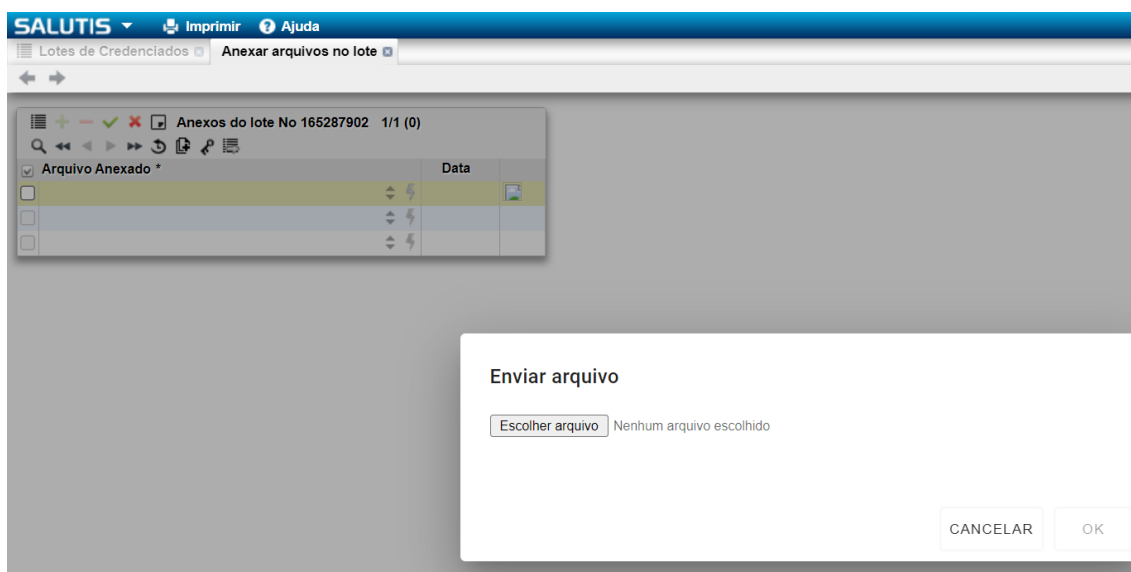 SALUTIS Imprimir Ajuda
Lotes de Credenciados Anexar arquivos no lote
Anexos do lote No 165287902 1/1 (0)
Arquivo Anexado * Data
Enviar arquivo
Escolher arquivo Nenhum arquivo escolhido
CANCELAR OK